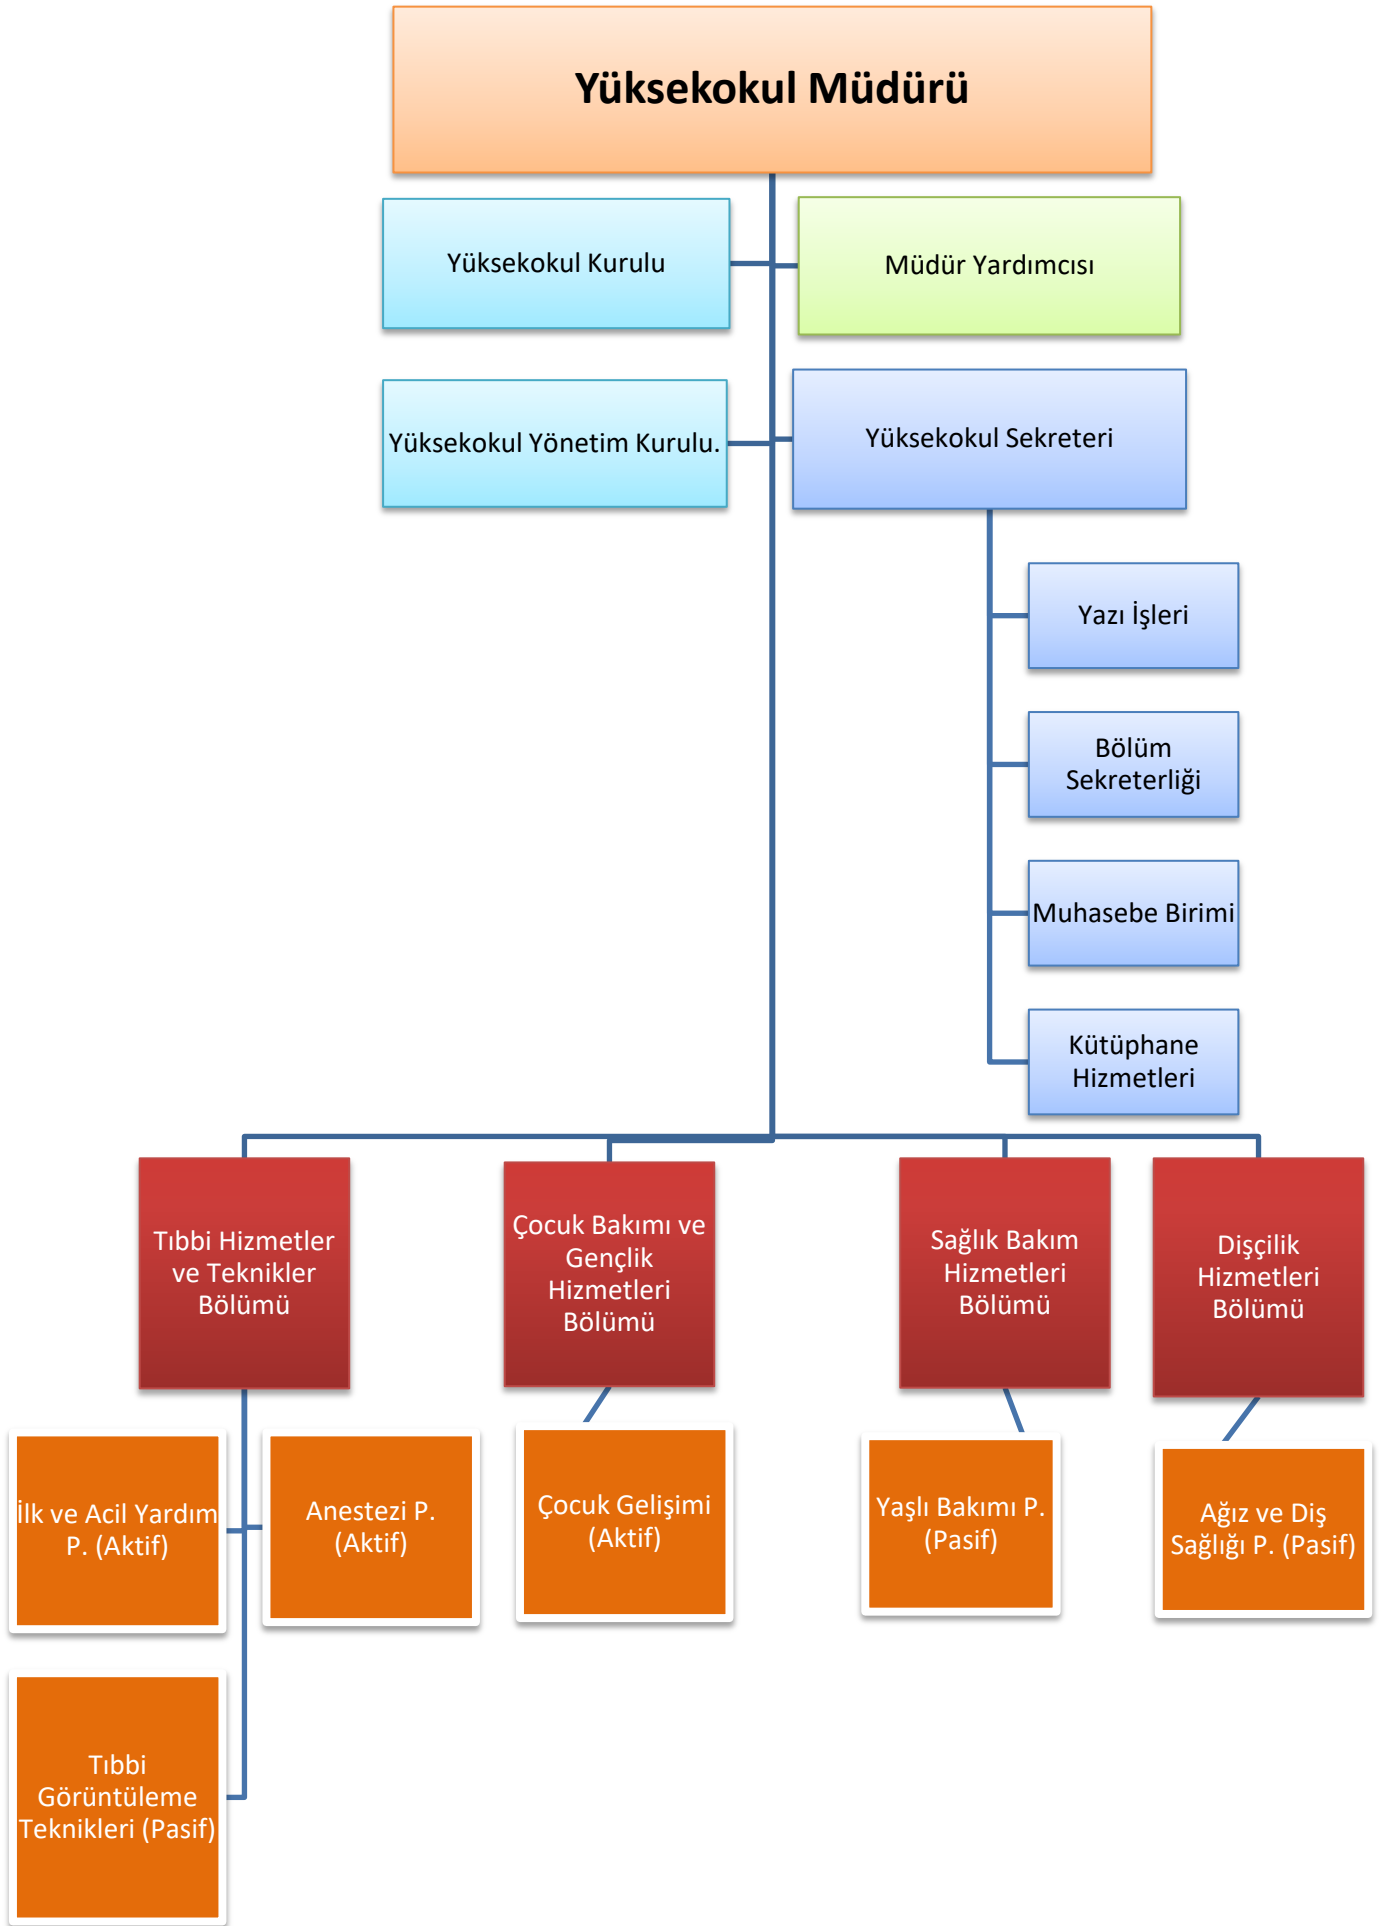 Yüksekokul Müdürü
Yüksekokul Kurulu
Müdür Yardımcısı
Yüksekokul Yönetim Kurulu.
Yüksekokul Sekreteri
Yazı İşleri
Bölüm
Sekreterliği
Muhasebe Birimi
Kütüphane
Hizmetleri
Tıbbi Hizmetler
ve Teknikler
Bölümü
Çocuk Bakımı ve
Gençlik
Hizmetleri
Bölümü
Sağlık Bakım
Hizmetleri
Bölümü
Dişçilik
Hizmetleri
Bölümü
İlk ve Acil Yardım
P. (Aktif)
Anestezi P.
(Aktif)
Çocuk Gelişimi
(Aktif)
Yaşlı Bakımı P.
(Pasif)
Ağız ve Diş
Sağlığı P. (Pasif)
Tıbbi
Görüntüleme
Teknikleri (Pasif)